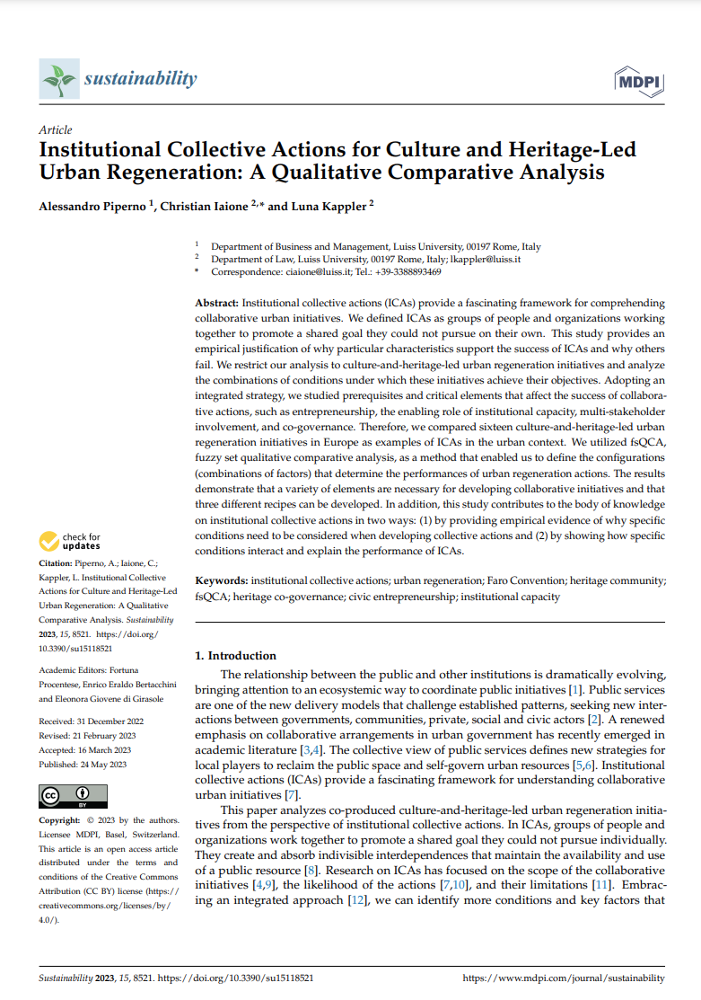 sustainability
MDPI
Article
Institutional Collective Actions for Culture and Heritage-Led
Urban Regeneration: A Qualitative Comparative Analysis
Alessandro Piperno 1, Christian Iaione 2,* and Luna Kappler 2
1 Department of Business and Management, Luiss University, 00197 Rome, Italy
2 Department of Law, Luiss University, 00197 Rome, Italy; lkappler@luiss.it
* Correspondence: ciaione@luiss.it; Tel.: +39-3388893469
Abstract: Institutional collective actions (ICAs) provide a fascinating framework for comprehending
collaborative urban initiatives. We defined ICAs as groups of people and organizations working
together to promote a shared goal they could not pursue on their own. This study provides an
empirical justification of why particular characteristics support the success of ICAs and why others
fail. We restrict our analysis to culture-and-heritage-led urban regeneration initiatives and analyze
the combinations of conditions under which these initiatives achieve their objectives. Adopting an
integrated strategy, we studied prerequisites and critical elements that affect the success of collabora-
tive actions, such as entrepreneurship, the enabling role of institutional capacity, multi-stakeholder
involvement, and co-governance. Therefore, we compared sixteen culture-and-heritage-led urban
regeneration initiatives in Europe as examples of ICAs in the urban context. We utilized fsQCA,
fuzzy set qualitative comparative analysis, as a method that enabled us to define the configurations
(combinations of factors) that determine the performances of urban regeneration actions. The results
demonstrate that a variety of elements are necessary for developing collaborative initiatives and that
three different recipes can be developed. In addition, this study contributes to the body of knowledge
on institutional collective actions in two ways: (1) by providing empirical evidence of why specific
conditions need to be considered when developing collective actions and (2) by showing how specific
conditions interact and explain the performance of ICAs.
Keywords: institutional collective actions; urban regeneration; Faro Convention; heritage community;
fsQCA; heritage co-governance; civic entrepreneurship; institutional capacity
check for
updates
Citation: Piperno, A.; Iaione, C.;
Kappler, L. Institutional Collective
Actions for Culture and Heritage-Led
Urban Regeneration: A Qualitative
Comparative Analysis. Sustainability
2023, 15, 8521. https://doi.org/
10.3390/su15118521
Academic Editors: Fortuna
Procentese, Enrico Eraldo Bertacchini
and Eleonora Giovene di Girasole
Received: 31 December 2022
Revised: 21 February 2023
Accepted: 16 March 2023
Published: 24 May 2023
cc
BY
Copyright: © 2023 by the authors.
Licensee MDPI, Basel, Switzerland.
This article is an open access article
distributed under the terms and
conditions of the Creative Commons
Attribution (CC BY) license (https://
creativecommons.org/licenses/by/
4.0/).
1. Introduction
The relationship between the public and other institutions is dramatically evolving,
bringing attention to an ecosystemic way to coordinate public initiatives [1]. Public services
are one of the new delivery models that challenge established patterns, seeking new inter-
actions between governments, communities, private, social and civic actors [2]. A renewed
emphasis on collaborative arrangements in urban government has recently emerged in
academic literature [3,4]. The collective view of public services defines new strategies for
local players to reclaim the public space and self-govern urban resources [5,6]. Institutional
collective actions (ICAs) provide a fascinating framework for understanding collaborative
urban initiatives [7].
This paper analyzes co-produced culture-and-heritage-led urban regeneration initia-
tives from the perspective of institutional collective actions. In ICAs, groups of people and
organizations work together to promote a shared goal they could not pursue individually.
They create and absorb indivisible interdependences that maintain the availability and use
of a public resource [8]. Research on ICAs has focused on the scope of the collaborative
initiatives [4,9], the likelihood of the actions [7,10], and their limitations [11]. Embrac-
ing an integrated approach [12], we can identify more conditions and key factors that
Sustainability 2023, 15, 8521. https://doi.org/10.3390/su15118521
https://www.mdpi.com/journal/sustainability